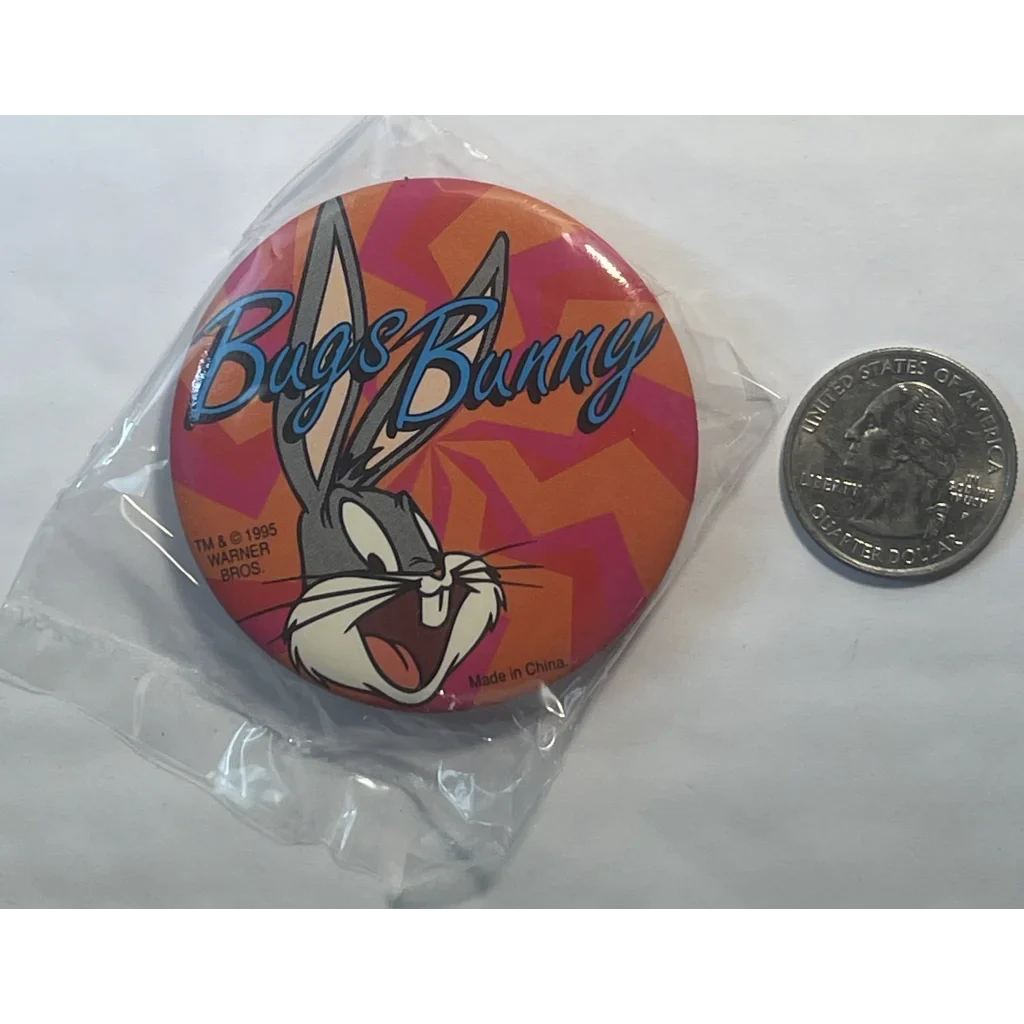 Bugs Bunny
TM & © 1995
WARNER
BROS.
Made in China.
UNITED STATES OF AMERICA
LIBERTY
IN
GOD WE
TRUST
P
QUARTER DOLLAR